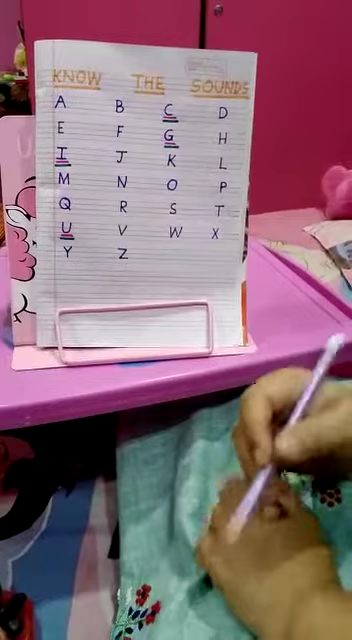 KNOW THE SOUNDS
A B C D
E F G H
I J K L
M N O P
Q R S T
U V W X
Y Z